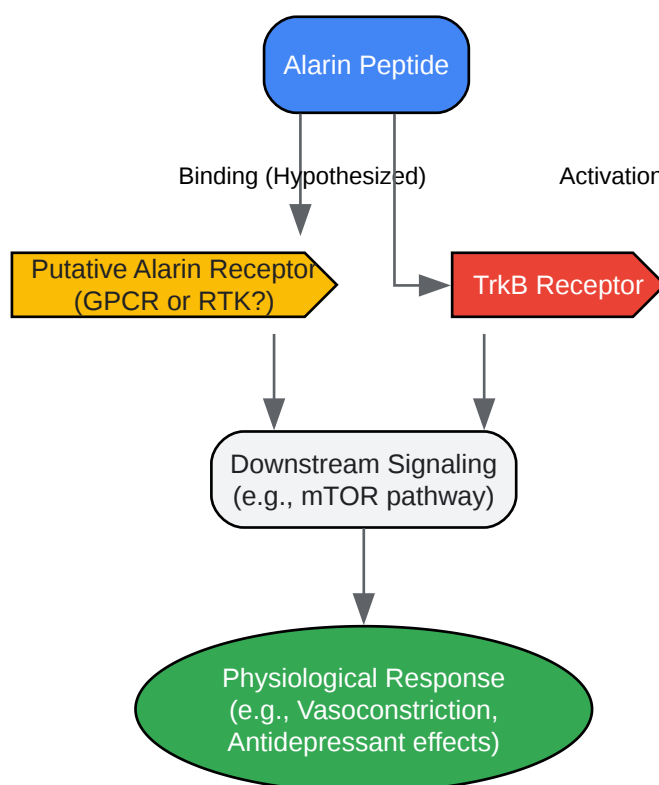 Alarin Peptide
Binding (Hypothesized)
Activation
Putative Alarin Receptor
(GPCR or RTK?)
TrkB Receptor
Downstream Signaling
(e.g., mTOR pathway)
Physiological Response
(e.g., Vasoconstriction,
Antidepressant effects)